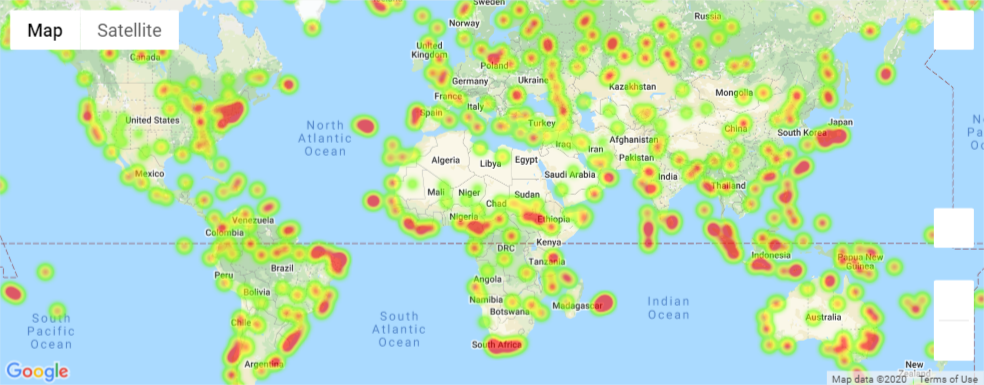 Map
Satellite
Sweden
Norway
Russia
Canada
United
Kingdom
Poland
Germany
Ukraine
Kazakhstan
Mongolia
France
Italy
United States
Spain
Turkey
China
Japan
South Korea
North
Atlantic
Ocean
Iraq
Iran
Afghanistan
Pakistan
Algeria
Libya
Egypt
Saudi Arabia
India
Thailand
Mexico
Mali
Niger
Sudan
Chad
Nigeria
Ethiopia
Venezuela
Colombia
DRC
Kenya
Tanzania
Indonesia
Papua New
Guinea
Peru
Brazil
Bolivia
Angola
Namibia
Botswana
Madagascar
Indian
Ocean
South
Pacific
Ocean
South
Atlantic
Ocean
Chile
Australia
South Africa
Argentina
New
Zealand
Google
Map data ©2020
Terms of Use